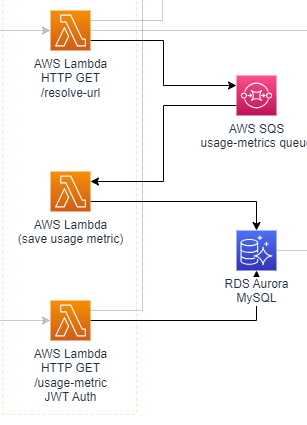 AWS Lambda
HTTP GET
/resolve-url
AWS SQS
usage-metrics queu
AWS Lambda
(save usage metric)
RDS Aurora
MySQL
AWS Lambda
HTTP GET
/usage-metric
JWT Auth